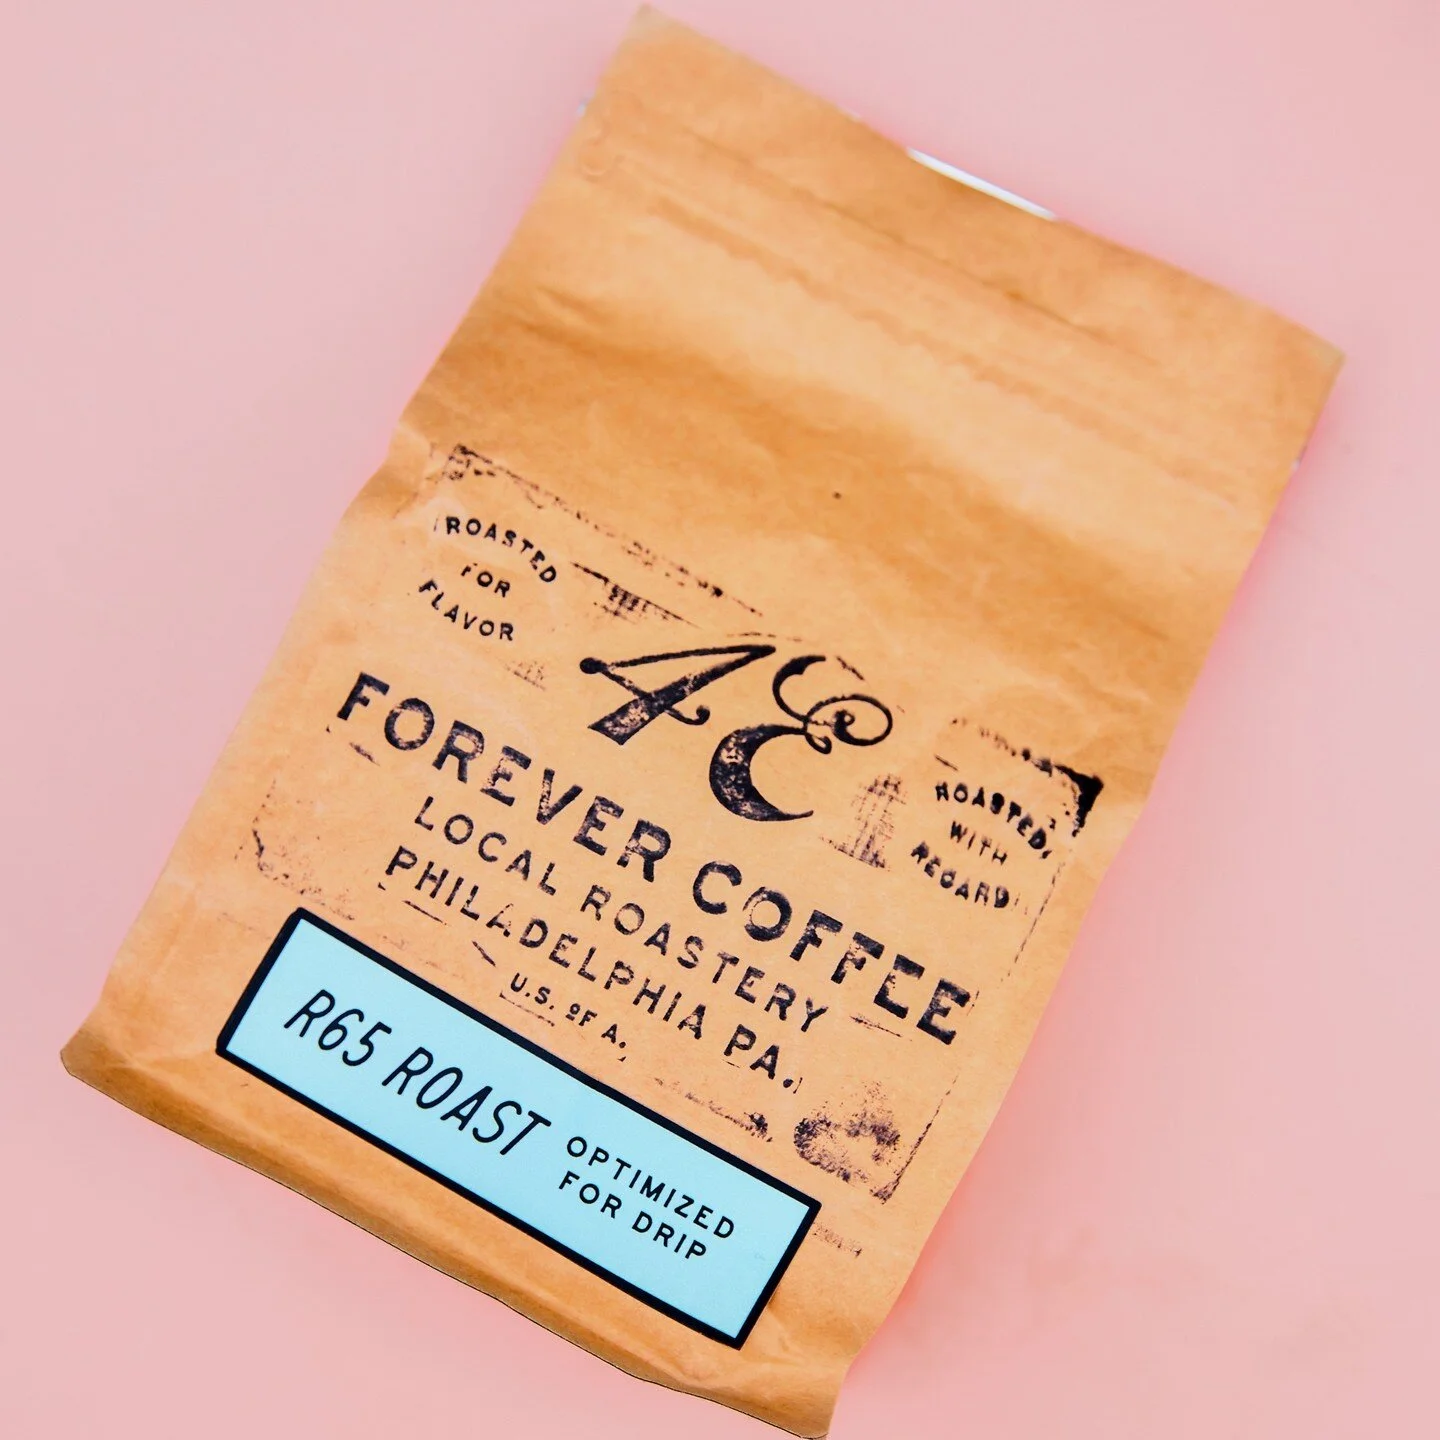 ROASTED
FOR
FLAVOR
4E
ROASTED
WITH
REGARD
FOREVER COFFEE
LOCAL ROASTERY
PHILADELPHIA PA.
U.S. OF A.
R65 ROAST
OPTIMIZED
FOR DRIP